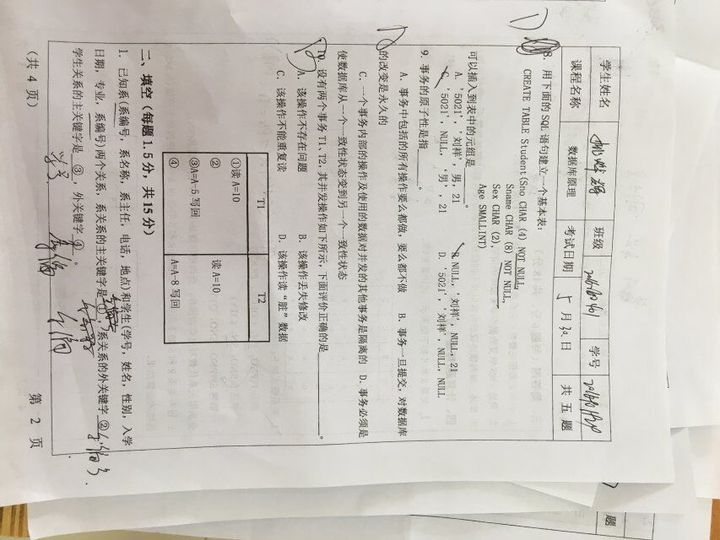 学生姓名 班级 学号
课程名称 数据库原理 考试日期 5月30日 共五题
D
8. 用下面的SQL语句建立一个基本表:
CREATE TABLE Student(Sno CHAR (4) NOT NULL,
Sname CHAR (8) NOT NULL,
Sex CHAR (2),
Age SMALLINT)
可以插入到表中的元组是________。
A. '5021', '刘祥', 男, 21 B. NULL, '刘祥', NULL, 21
C. '5021', NULL, '男', 21 D. '5021', '刘祥', NULL, NULL
9. 事务的原子性是指________。
A. 事务中包括的所有操作要么都做, 要么都不做 B. 事务一旦提交, 对数据库
的改变是永久的
C. 一个事务内部的操作及使用的数据对并发的其他事务是隔离的 D. 事务必须是
使数据库从一个一致性状态变到另一个一致性状态
10. 设有两个事务T1、T2, 其并发操作如下所示, 下面评价正确的是________。
A. 该操作不存在问题 B. 该操作丢失修改
C. 该操作不能重复读 D. 该操作读“脏”数据
T1 T2
①读A=10
② 读A=10
③A=A-5写回
④ A=A-8写回
二、填空(每题1.5分, 共15分)
1. 已知系(系编号, 系名称, 系主任, 电话, 地点)和学生(学号, 姓名, 性别, 入学
日期, 专业, 系编号)两个关系, 系关系的主关键字是①, 系关系的外关键字②
学生关系的主关键字是③, 外关键字④。
学号
(共4页) 第2页
题